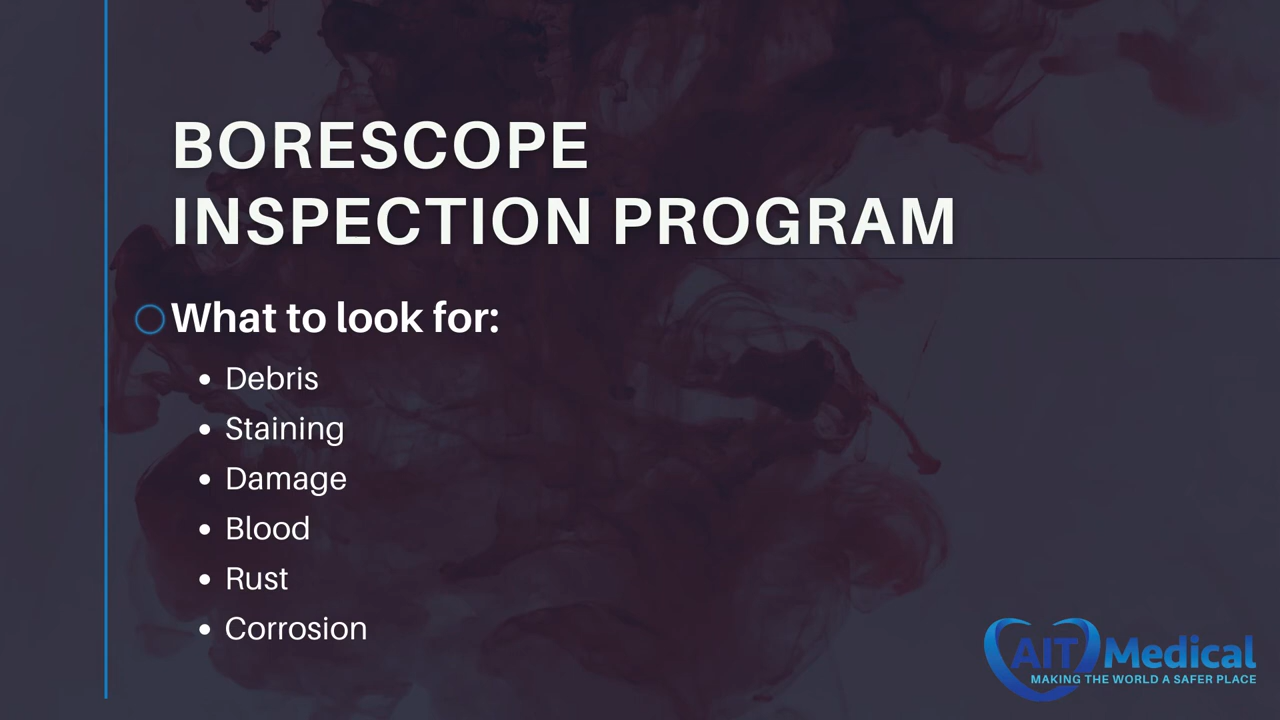 BORESCOPE
INSPECTION PROGRAM
What to look for:
Debris
Staining
Damage
Blood
Rust
Corrosion
AIT Medical
MAKING THE WORLD A SAFER PLACE